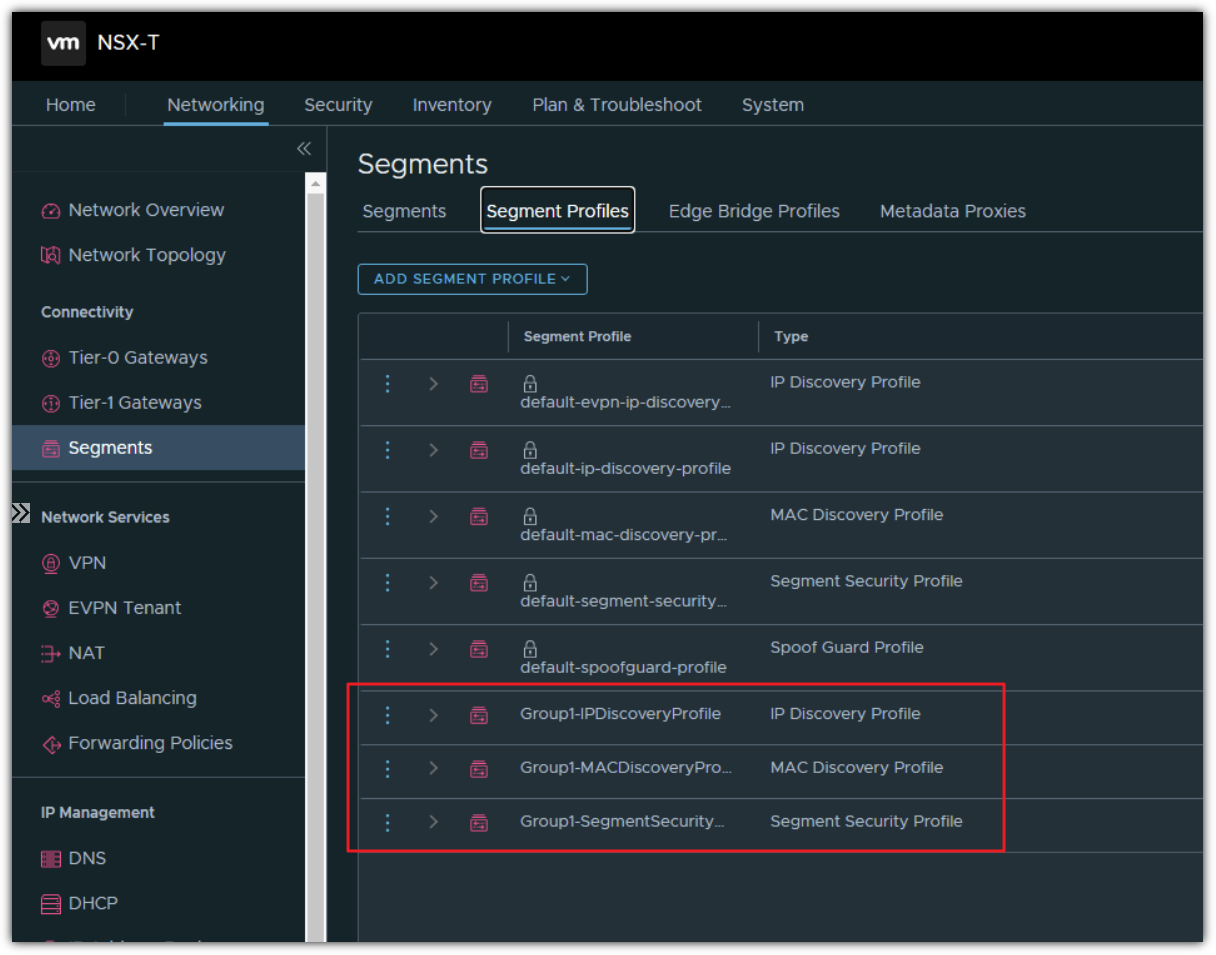 vm NSX-T
Home Networking Security Inventory Plan & Troubleshoot System
Network Overview
Network Topology
Connectivity
Tier-0 Gateways
Tier-1 Gateways
Segments
Network Services
VPN
EVPN Tenant
NAT
Load Balancing
Forwarding Policies
IP Management
DNS
DHCP
Segments
Segments Segment Profiles Edge Bridge Profiles Metadata Proxies
ADD SEGMENT PROFILE
Segment Profile Type
default-evpn-ip-discovery... IP Discovery Profile
default-ip-discovery-profile IP Discovery Profile
default-mac-discovery-pr... MAC Discovery Profile
default-segment-security... Segment Security Profile
default-spoofguard-profile Spoof Guard Profile
Group1-IPDiscoveryProfile IP Discovery Profile
Group1-MACDiscoveryPro... MAC Discovery Profile
Group1-SegmentSecurity... Segment Security Profile